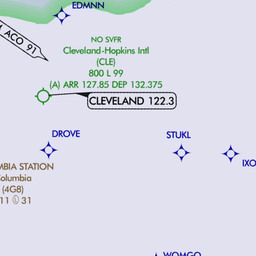 EDMNN
ACO 91
NO SVFR
Cleveland-Hopkins Intl
(CLE)
800 L 99
(A) ARR 127.85 DEP 132.375
CLEVELAND 122.3
DROVE
STUKL
IXO
MBIA STATION
olumbia
(4G8)
11 31
WOMGO